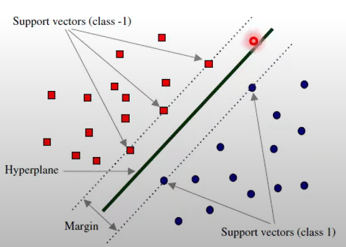 Support vectors (class -1)
Hyperplane
Margin
Support vectors (class 1)